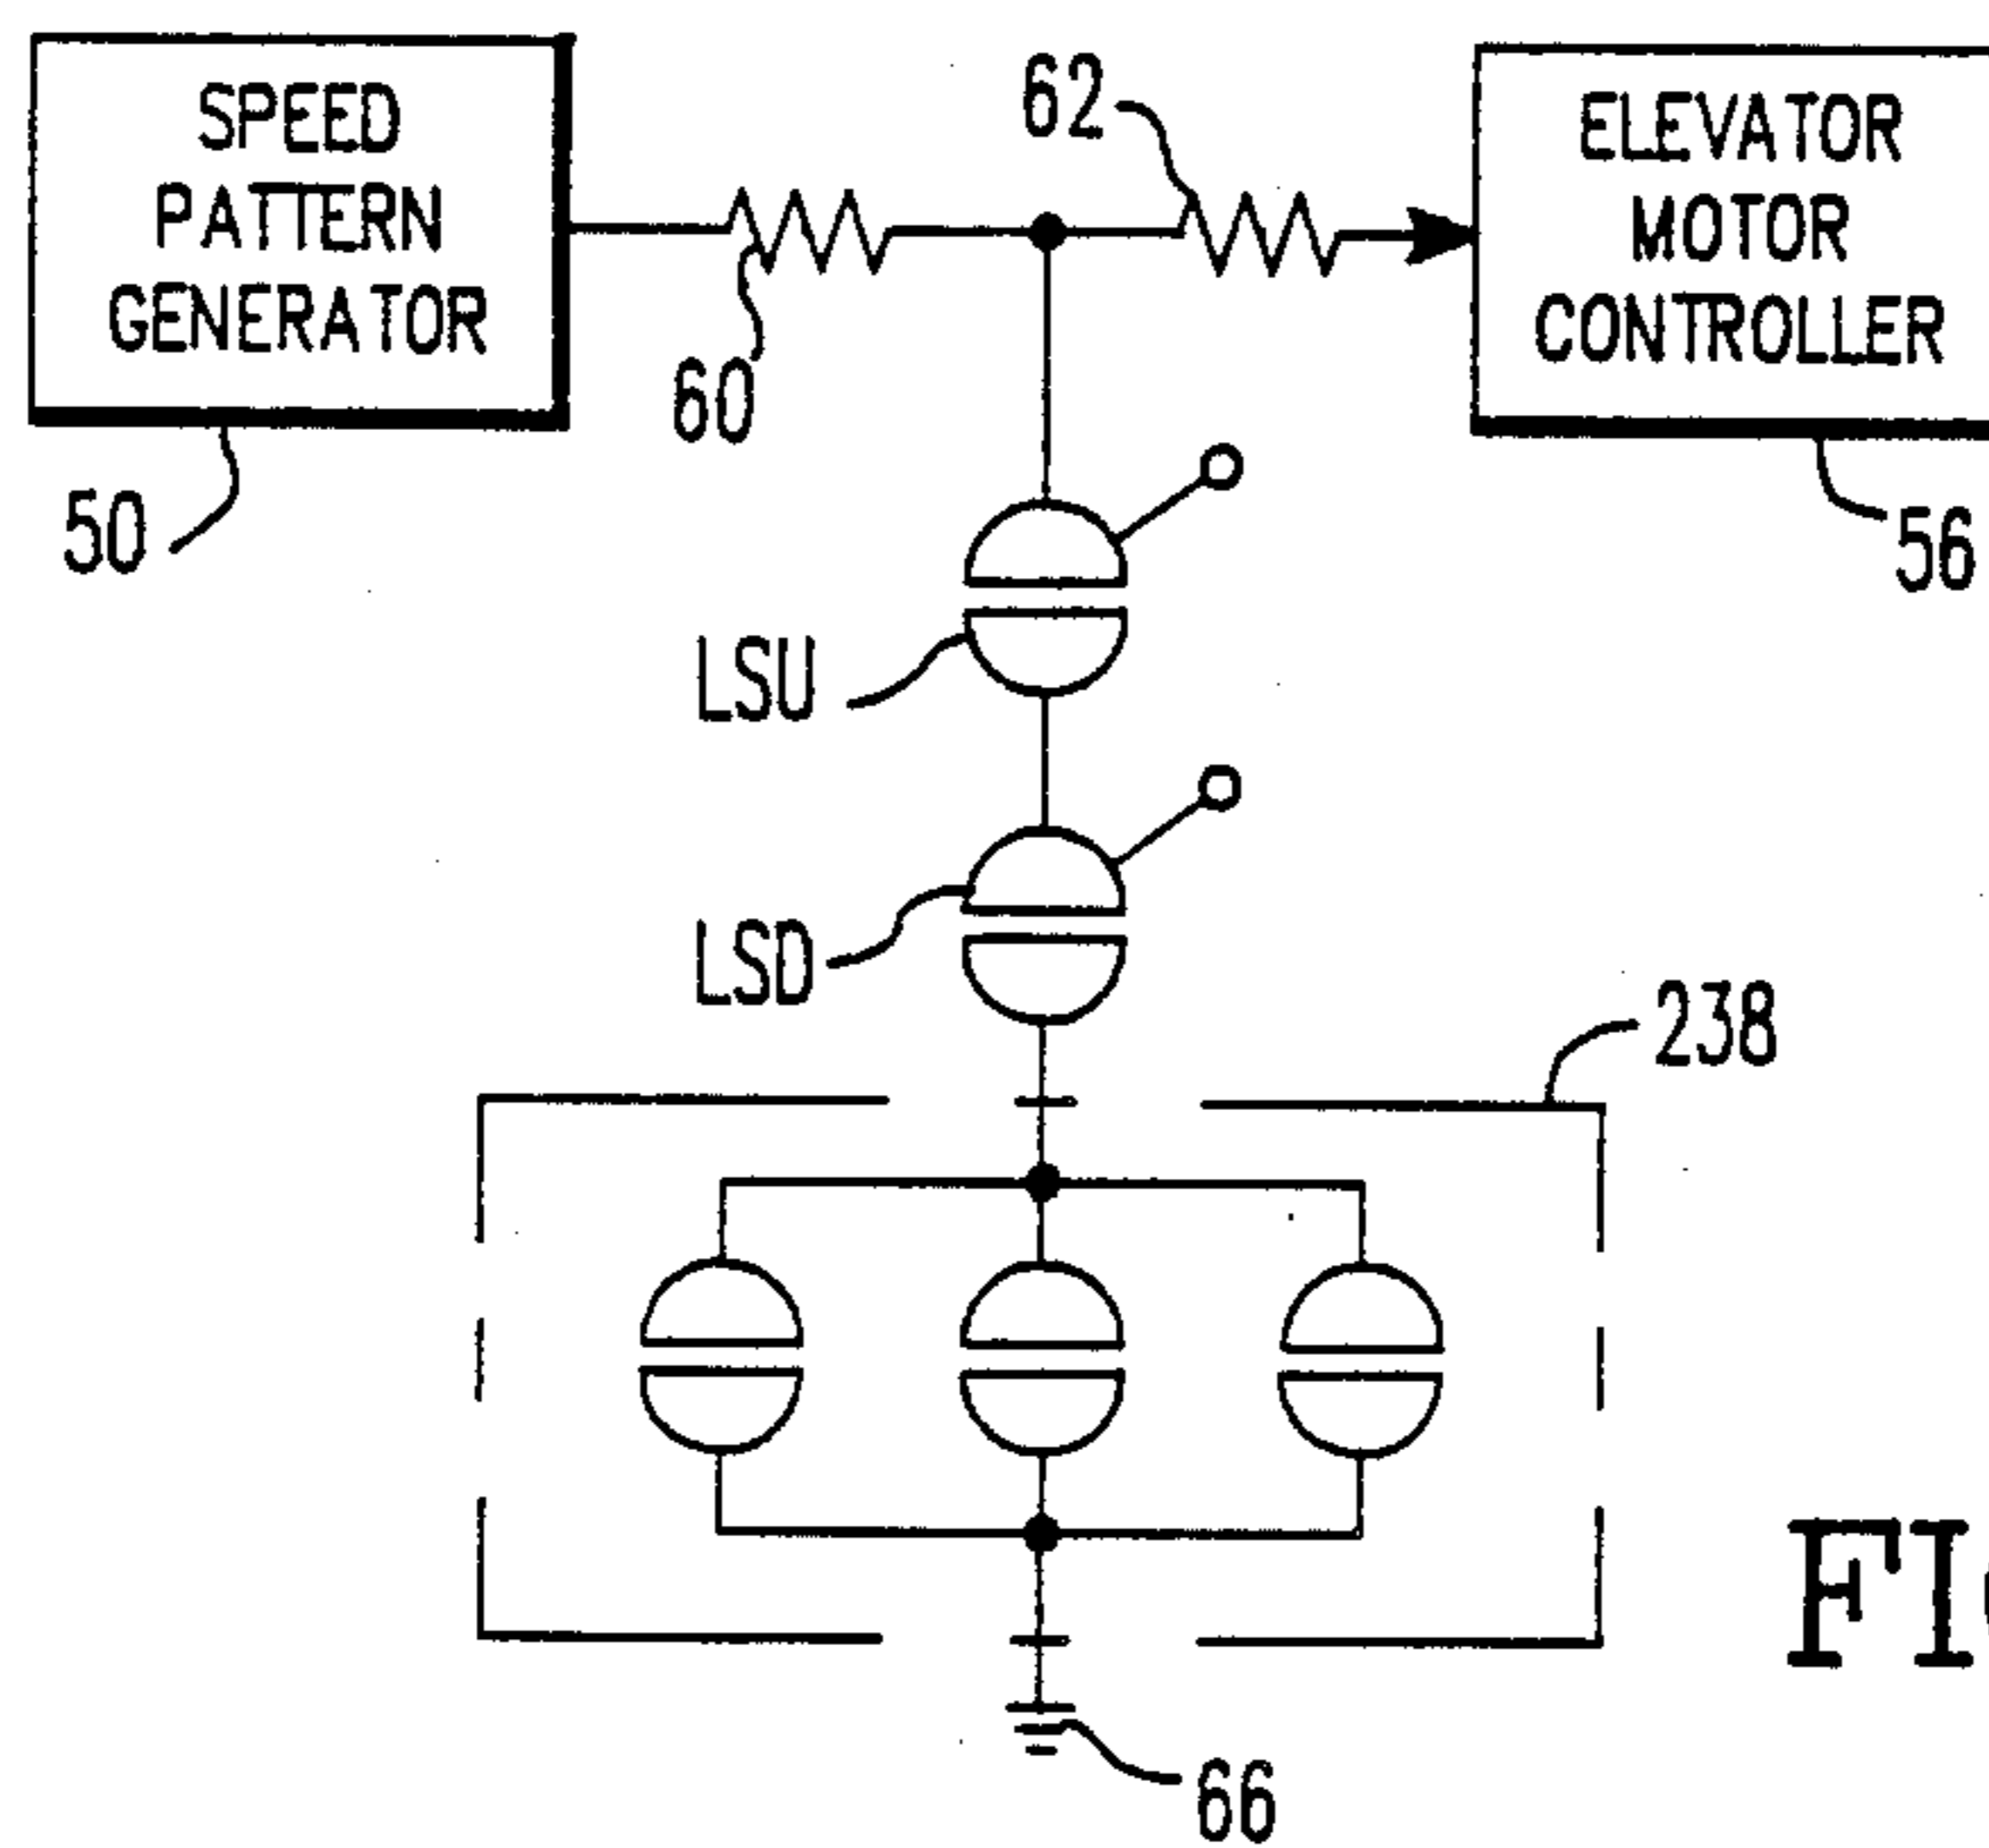 SPEED
PATTERN
GENERATOR
62
ELEVATOR
MOTOR
CONTROLLER
60
50
56
LSU
LSD
238
66